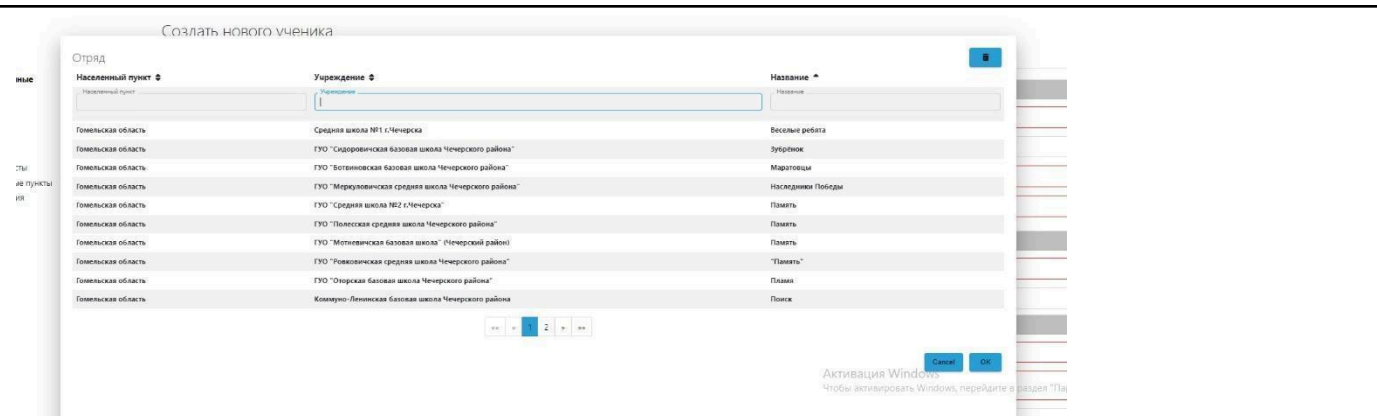 Создать нового ученика
Отряд
нные
Населенный пункт Учреждение Название
Населенный пункт Учреждение Название
Гомельская область Средняя школа №1 г.Чечерска Веселые ребята
Гомельская область ГУО "Сидоровичская базовая школа Чечерского района" Зубрёнок
Гомельская область ГУО "Ботвиновская базовая школа Чечерского района" Маратовцы
сты
Гомельская область ГУО "Меркуловичская средняя школа Чечерского района" Наследники Победы
ые пункты
ия
Гомельская область ГУО "Средняя школа №2 г.Чечерска" Память
Гомельская область ГУО "Полесская средняя школа Чечерского района" Память
Гомельская область ГУО "Мотневичская базовая школа" (Чечерский район) Память
Гомельская область ГУО "Ровковичская средняя школа Чечерского района" "Память"
Гомельская область ГУО "Оторская базовая школа Чечерского района" Пламя
Гомельская область Коммуно-Ленинская базовая школа Чечерского района Поиск
«« « 1 2 » »»
Cancel OK
Активация Windows
Чтобы активировать Windows, перейдите в раздел "Па